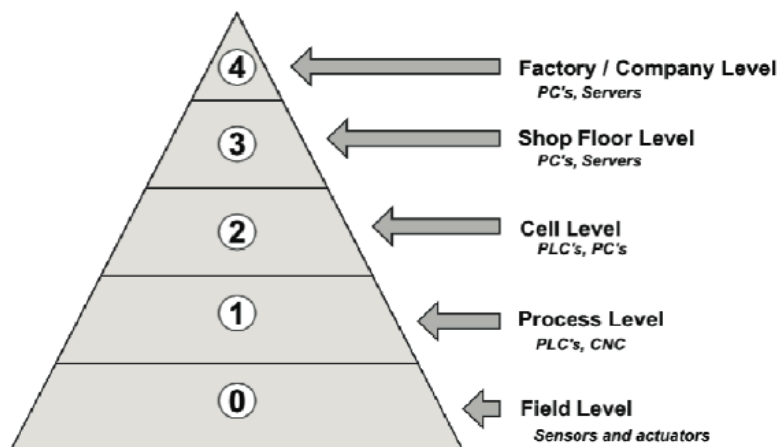 4
Factory / Company Level
PC's, Servers
3
Shop Floor Level
PC's, Servers
2
Cell Level
PLC's, PC's
1
Process Level
PLC's, CNC
0
Field Level
Sensors and actuators